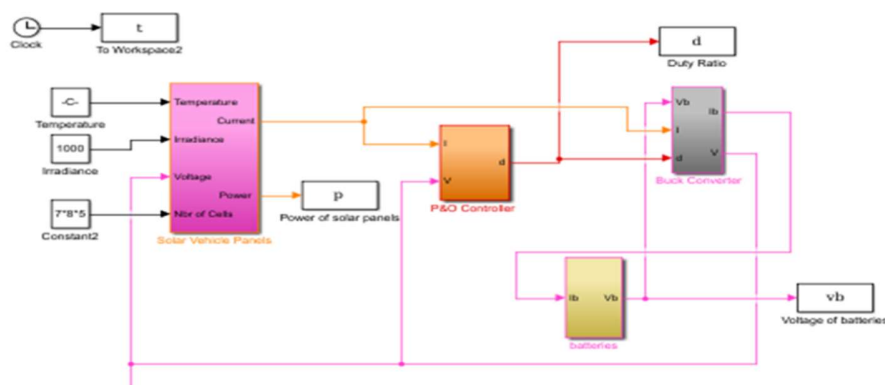 t
Clock
To Workspace2
d
Duty Ratio
-C-
Temperature
Temperature
Current
1000
Irradiance
Irradiance
Voltage
Power
7*8*5
Nbr of Cells
Constant2
Solar Vehicle Panels
p
Power of solar panels
I
V
d
P&O Controller
Vb
I
d
Ib
V
Buck Converter
Ib
Vb
batteries
vb
Voltage of batteries